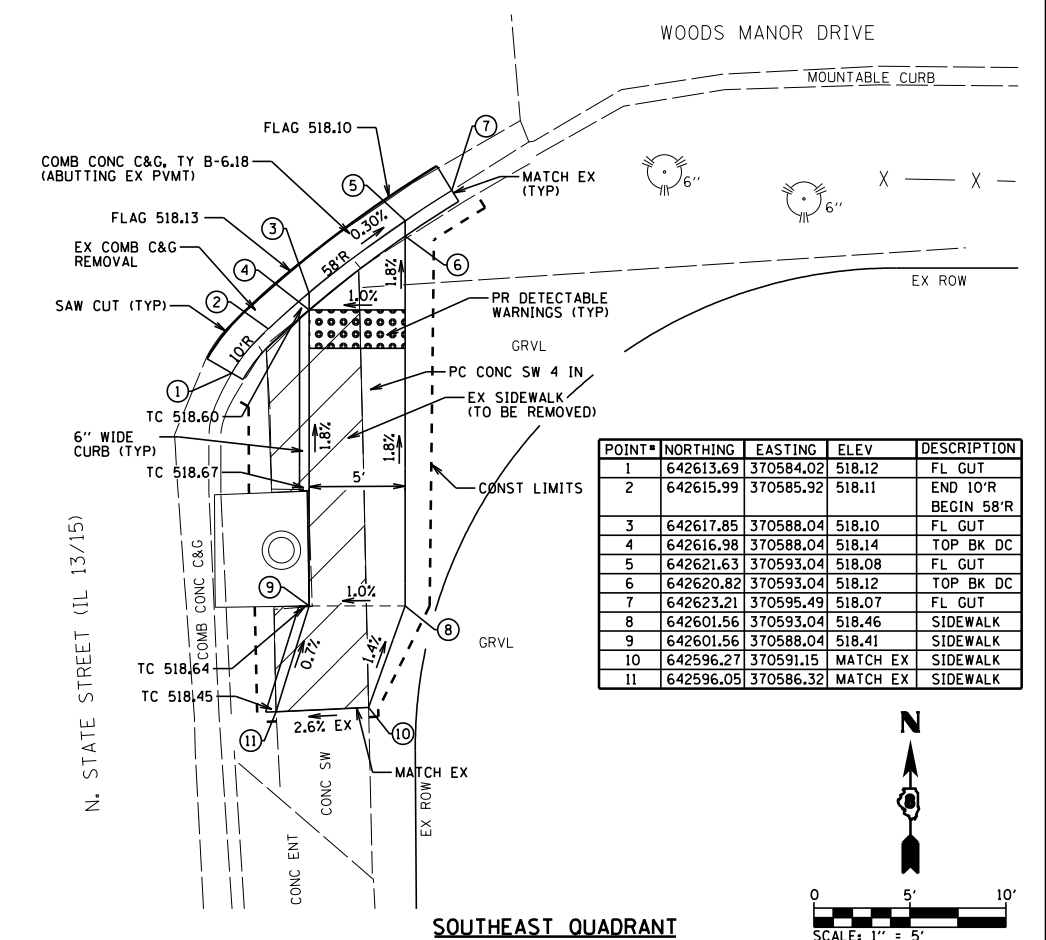 WOODS MANOR DRIVE
MOUNTABLE CURB
FLAG 518.10
7
COMB CONC C&G, TY B-6.18
(ABUTTING EX PVMT)
5
MATCH EX
(TYP)
6''
X
X
6''
FLAG 518.13
3
0.30%
EX COMB C&G
REMOVAL
4
58'R
6
1.8%
EX ROW
SAW CUT (TYP)
2
1.0%
PR DETECTABLE
WARNINGS (TYP)
10'R
GRVL
1
PC CONC SW 4 IN
TC 518.60
EX SIDEWALK
(TO BE REMOVED)
6'' WIDE
CURB (TYP)
1.8%
1.8%
TC 518.67
5'
CONST LIMITS
POINT# NORTHING EASTING ELEV DESCRIPTION
1 642613.69 370584.02 518.12 FL GUT
2 642615.99 370585.92 518.11 END 10'R
BEGIN 58'R
3 642617.85 370588.04 518.10 FL GUT
4 642616.98 370588.04 518.14 TOP BK DC
5 642621.63 370593.04 518.08 FL GUT
6 642620.82 370593.04 518.12 TOP BK DC
7 642623.21 370595.49 518.07 FL GUT
8 642601.56 370593.04 518.46 SIDEWALK
9 642601.56 370588.04 518.41 SIDEWALK
10 642596.27 370591.15 MATCH EX SIDEWALK
11 642596.05 370586.32 MATCH EX SIDEWALK
N. STATE STREET (IL 13/15)
COMB CONC C&G
9
1.0%
8
GRVL
TC 518.64
0.7%
1.4%
TC 518.45
11
2.6% EX
10
MATCH EX
CONC SW
EX ROW
CONC ENT
N
8
0 5' 10'
SCALE: 1'' = 5'
SOUTHEAST QUADRANT